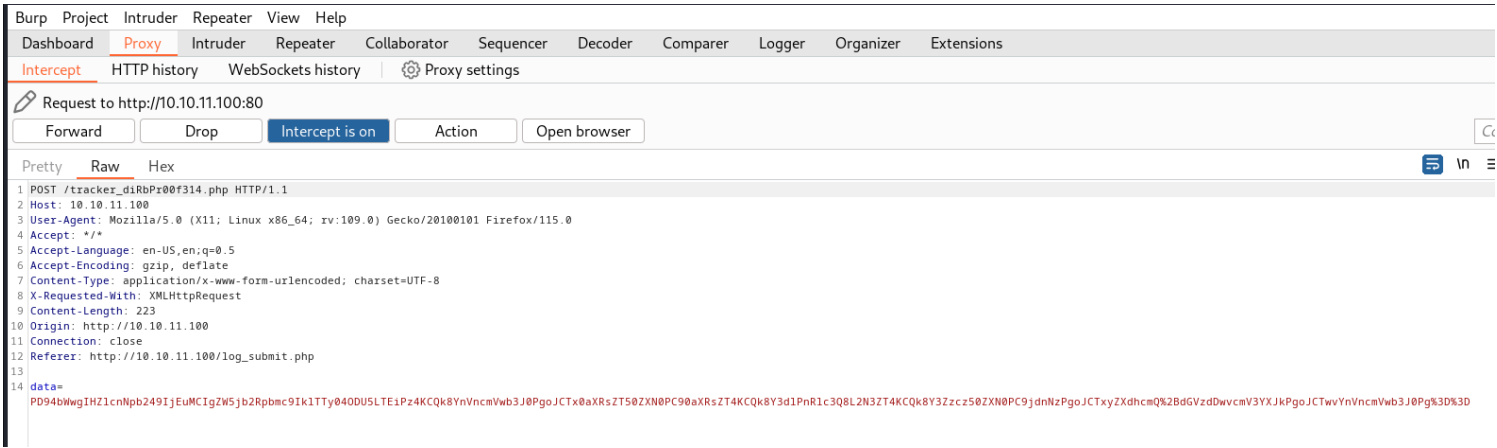 Burp Project Intruder Repeater View Help
Dashboard Proxy Intruder Repeater Collaborator Sequencer Decoder Comparer Logger Organizer Extensions
Intercept HTTP history WebSockets history Proxy settings
Request to http://10.10.11.100:80
Forward Drop Intercept is on Action Open browser
Pretty Raw Hex \n
1 POST /tracker_diRbPr00f314.php HTTP/1.1
2 Host: 10.10.11.100
3 User-Agent: Mozilla/5.0 (X11; Linux x86_64; rv:109.0) Gecko/20100101 Firefox/115.0
4 Accept: */*
5 Accept-Language: en-US,en;q=0.5
6 Accept-Encoding: gzip, deflate
7 Content-Type: application/x-www-form-urlencoded; charset=UTF-8
8 X-Requested-With: XMLHttpRequest
9 Content-Length: 223
10 Origin: http://10.10.11.100
11 Connection: close
12 Referer: http://10.10.11.100/log_submit.php
13
14 data=
PD94bWwgIHZlcnNpb249IjEuMCIgZW5jb2Rpbmc9IklTTy04ODU5LTEiPz4KCQk8YnVncmVwb3J0PgoJCTx0aXRsZT50ZXN0PC90aXRsZT4KCQk8Y3dlPnRlc3Q8L2N3ZT4KCQk8Y3Zzcz50ZXN0PC9jdnNzPgoJCTxyZXdhcmQ%2BdGVzdDwvcmV3YXJkPgoJCTwvYnVncmVwb3J0Pg%3D%3D